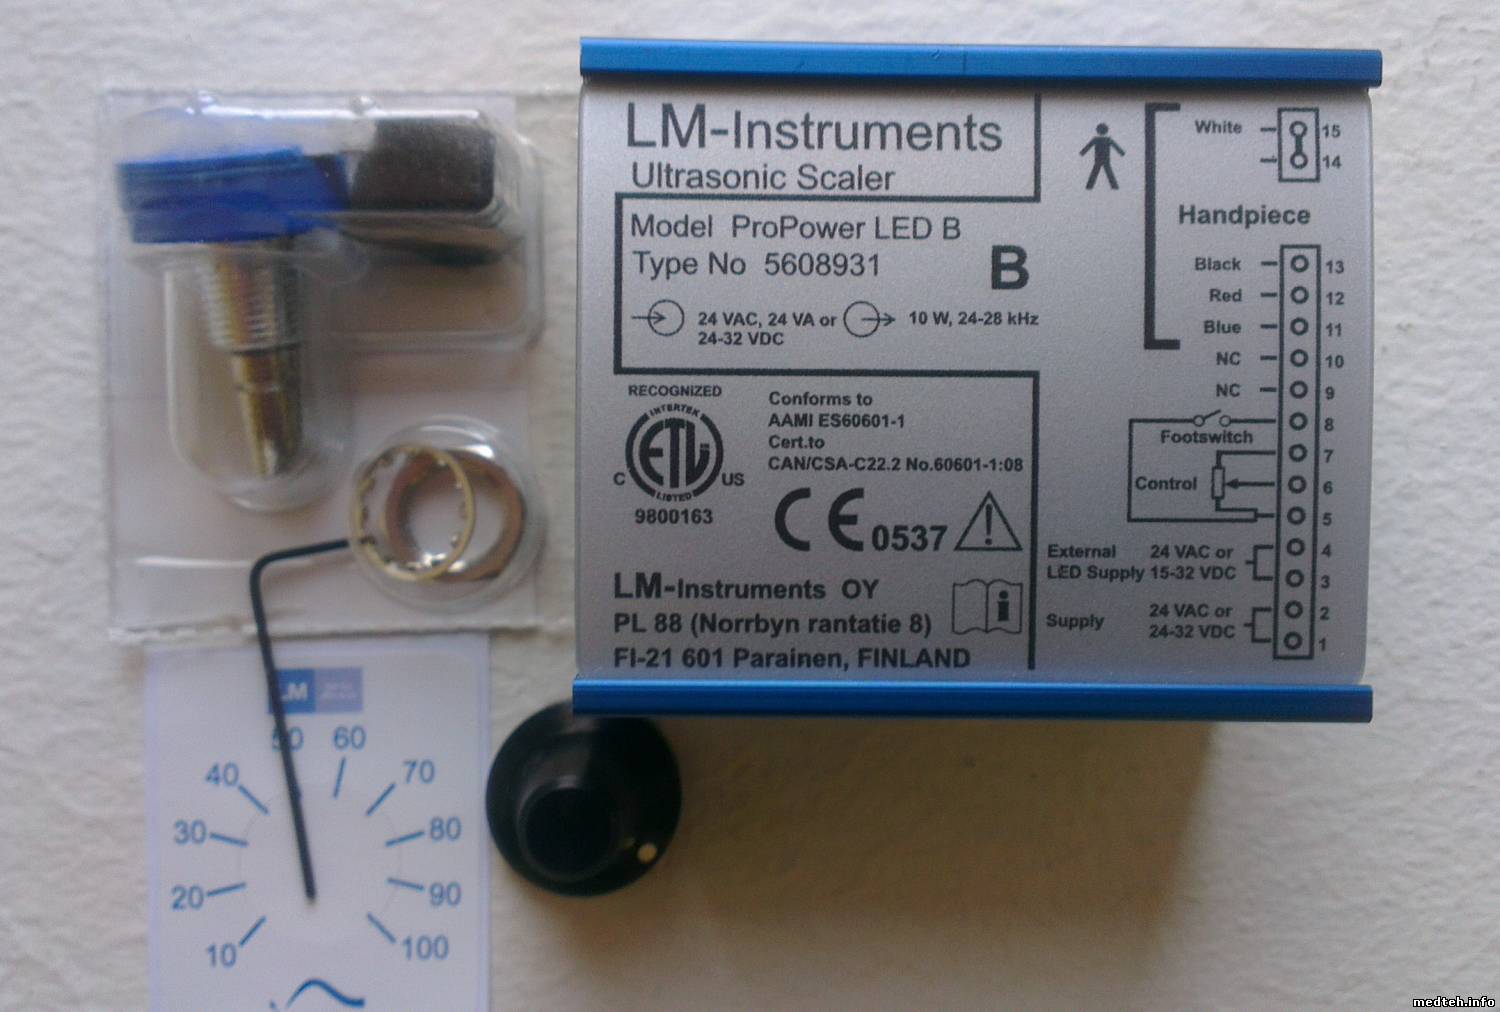 LM-Instruments
Ultrasonic Scaler
Model ProPower LED B
Type No 5608931
B
24 VAC, 24 VA or
24-32 VDC
10 W, 24-28 kHz
RECOGNIZED
INTERTEK
ETL
LISTED
C
US
9800163
Conforms to
AAMI ES60601-1
Cert.to
CAN/CSA-C22.2 No.60601-1:08
CE 0537
LM-Instruments OY
PL 88 (Norrbyn rantatie 8)
FI-21 601 Parainen, FINLAND
White
15
14
Handpiece
Black 13
Red 12
Blue 11
NC 10
NC 9
8
Footswitch
7
Control 6
5
External 24 VAC or 4
LED Supply 15-32 VDC 3
24 VAC or 2
Supply
24-32 VDC 1
LM
50 60
40 70
30 80
20 90
10 100
medteh.info